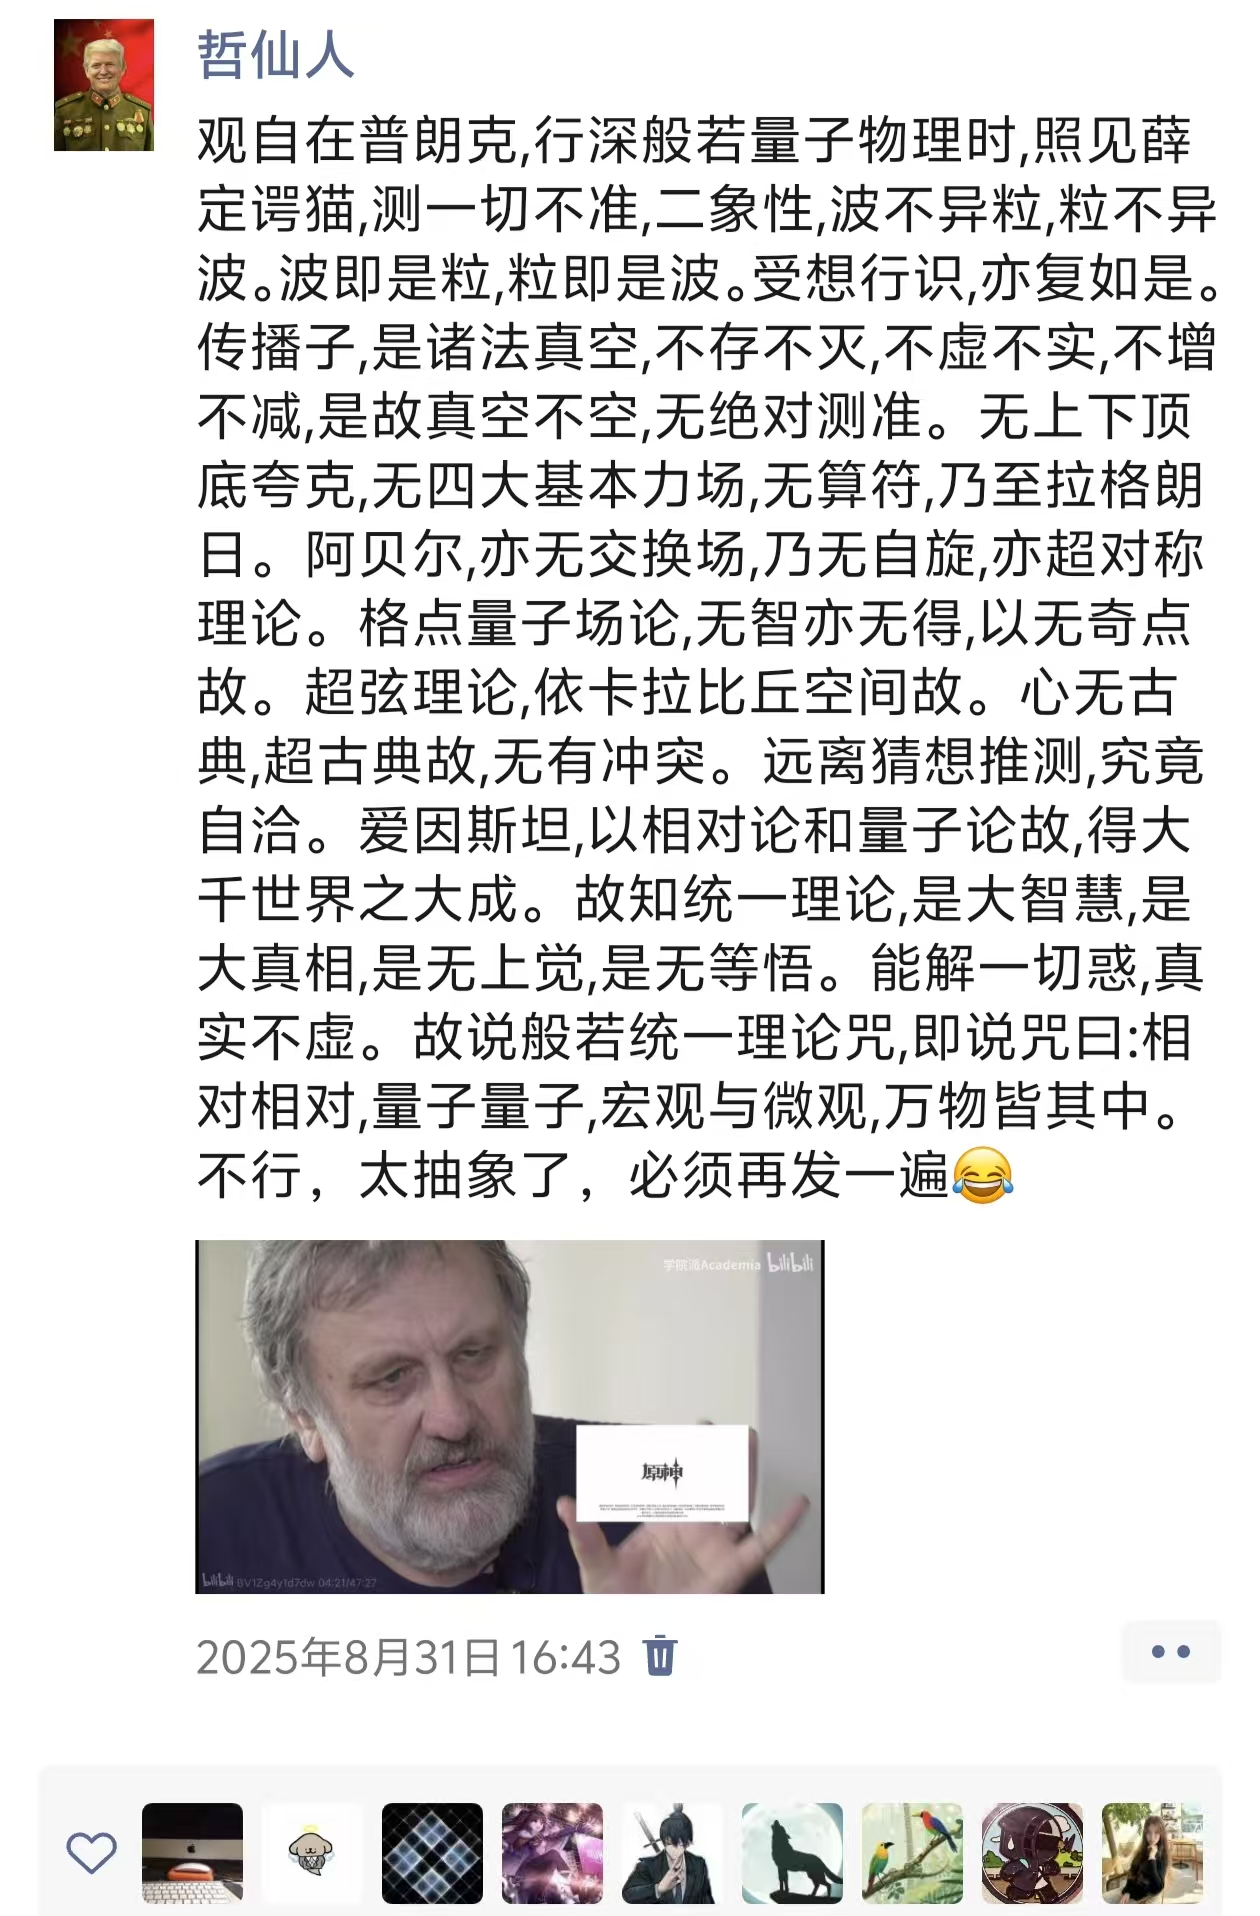 哲仙人
观自在普朗克,行深般若量子物理时,照见薛
定谔猫,测一切不准,二象性,波不异粒,粒不异
波。波即是粒,粒即是波。受想行识,亦复如是。
传播子,是诸法真空,不存不灭,不虚不实,不增
不减,是故真空不空,无绝对测准。无上下顶
底夸克,无四大基本力场,无算符,乃至拉格朗
日。阿贝尔,亦无交换场,乃无自旋,亦超对称
理论。格点量子场论,无智亦无得,以无奇点
故。超弦理论,依卡拉比丘空间故。心无古
典,超古典故,无有冲突。远离猜想推测,究竟
自洽。爱因斯坦,以相对论和量子论故,得大
千世界之大成。故知统一理论,是大智慧,是
大真相,是无上觉,是无等悟。能解一切惑,真
实不虚。故说般若统一理论咒,即说咒曰:相
对相对,量子量子,宏观与微观,万物皆其中。
不行，太抽象了，必须再发一遍😂
学院派Academia bilibili
原神
bilibili BV1Zg4y1d7dw 04:21/47:27
2025年8月31日 16:43